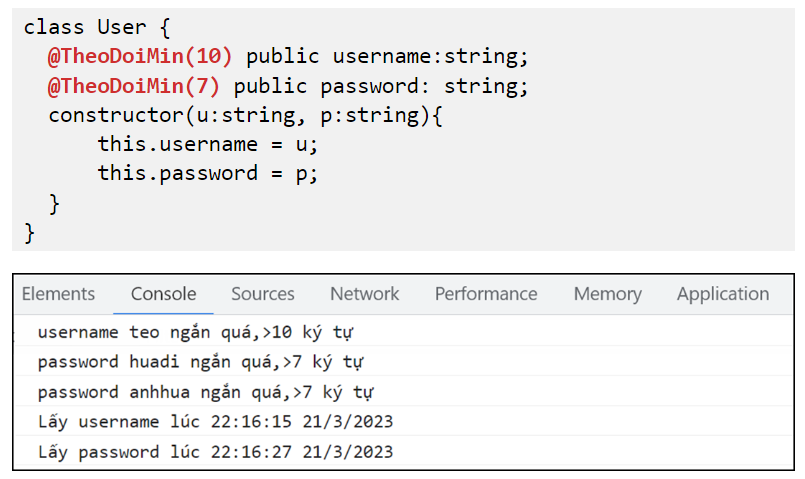 class User {
@TheoDoiMin(10) public username:string;
@TheoDoiMin(7) public password: string;
constructor(u:string, p:string){
this.username = u;
this.password = p;
}
}
Elements Console Sources Network Performance Memory Application
username teo ngắn quá,>10 ký tự
password huadi ngắn quá,>7 ký tự
password anhhua ngắn quá,>7 ký tự
Lấy username lúc 22:16:15 21/3/2023
Lấy password lúc 22:16:27 21/3/2023